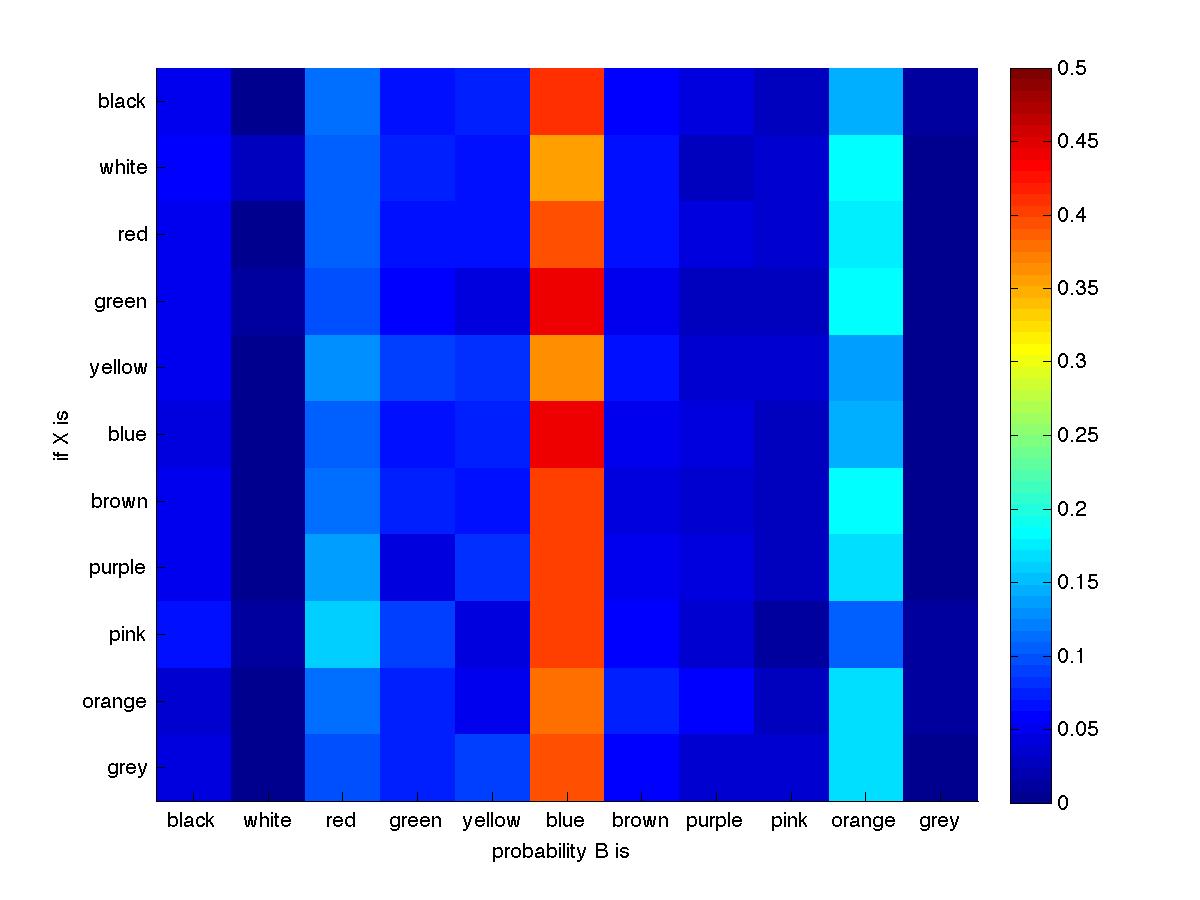 black
white
red
green
yellow
blue
brown
purple
pink
orange
grey
if X is
black white red green yellow blue brown purple pink orange grey
probability B is
0.5
0.45
0.4
0.35
0.3
0.25
0.2
0.15
0.1
0.05
0